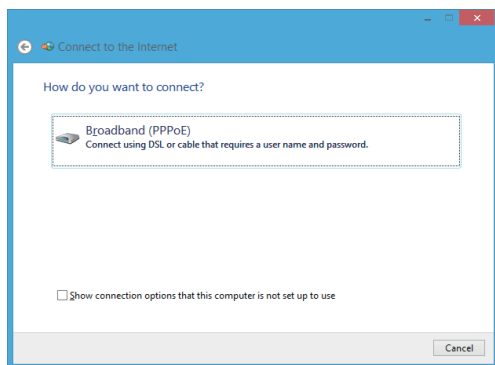 Connect to the Internet
How do you want to connect?
Broadband (PPPoE)
Connect using DSL or cable that requires a user name and password.
Show connection options that this computer is not set up to use
Cancel